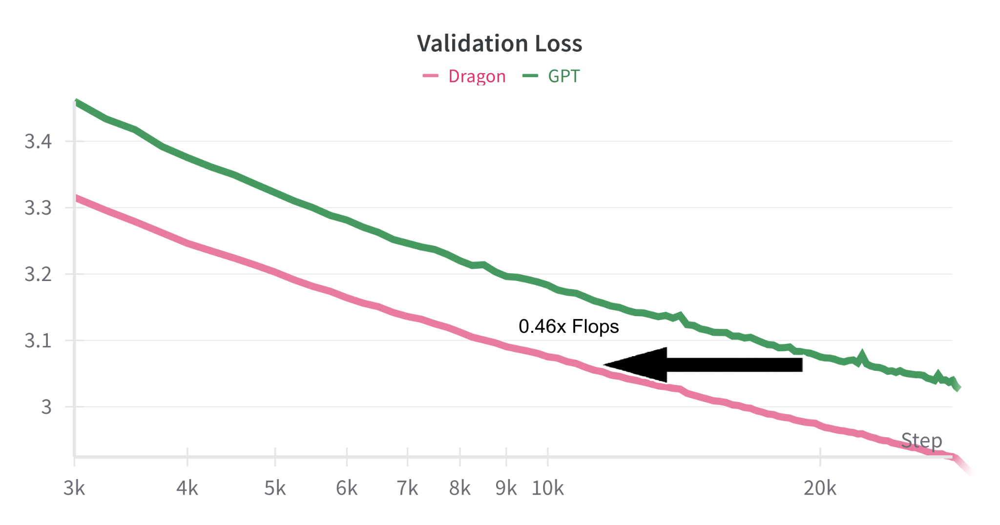 Validation Loss
Dragon GPT
3.4
3.3
3.2
0.46x Flops
3.1
3
Step
3k 4k 5k 6k 7k 8k 9k 10k 20k